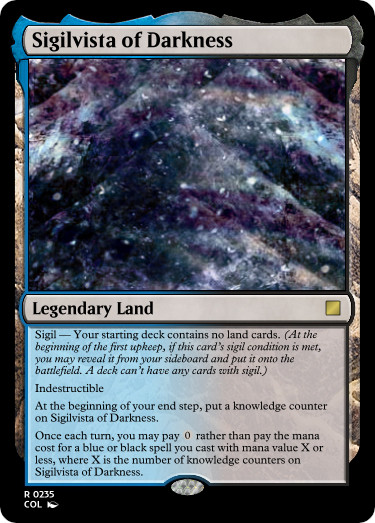 Sigilvista of Darkness
Legendary Land
Sigil — Your starting deck contains no land cards. (At the
beginning of the first upkeep, if this card's sigil condition is met,
you may reveal it from your sideboard and put it onto the
battlefield. A deck can't have any cards with sigil.)
Indestructible
At the beginning of your end step, put a knowledge counter
on Sigilvista of Darkness.
Once each turn, you may pay 0 rather than pay the mana
cost for a blue or black spell you cast with mana value X or
less, where X is the number of knowledge counters on
Sigilvista of Darkness.
R 0235
COL